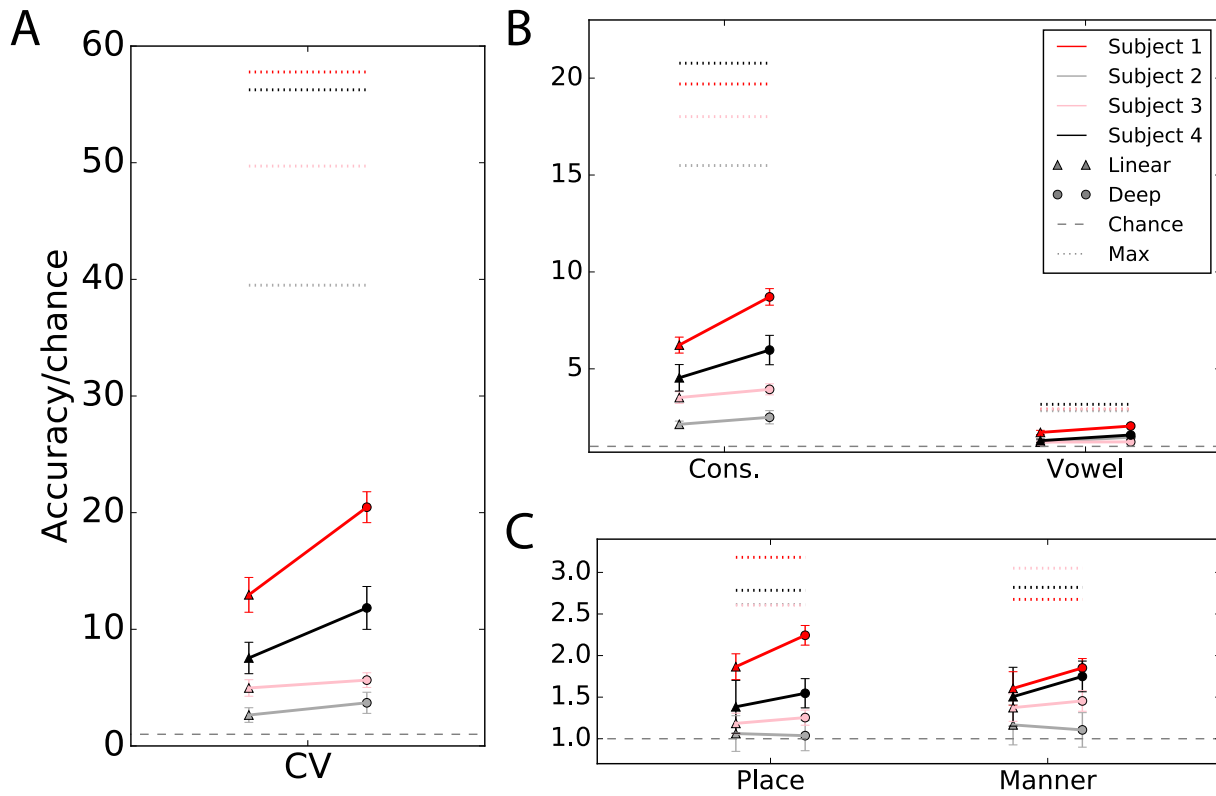 A
Accuracy/chance
60
50
40
30
20
10
0
CV
B
20
15
10
5
Cons.
Vowel
Subject 1
Subject 2
Subject 3
Subject 4
Linear
Deep
Chance
Max
C
3.0
2.5
2.0
1.5
1.0
Place
Manner